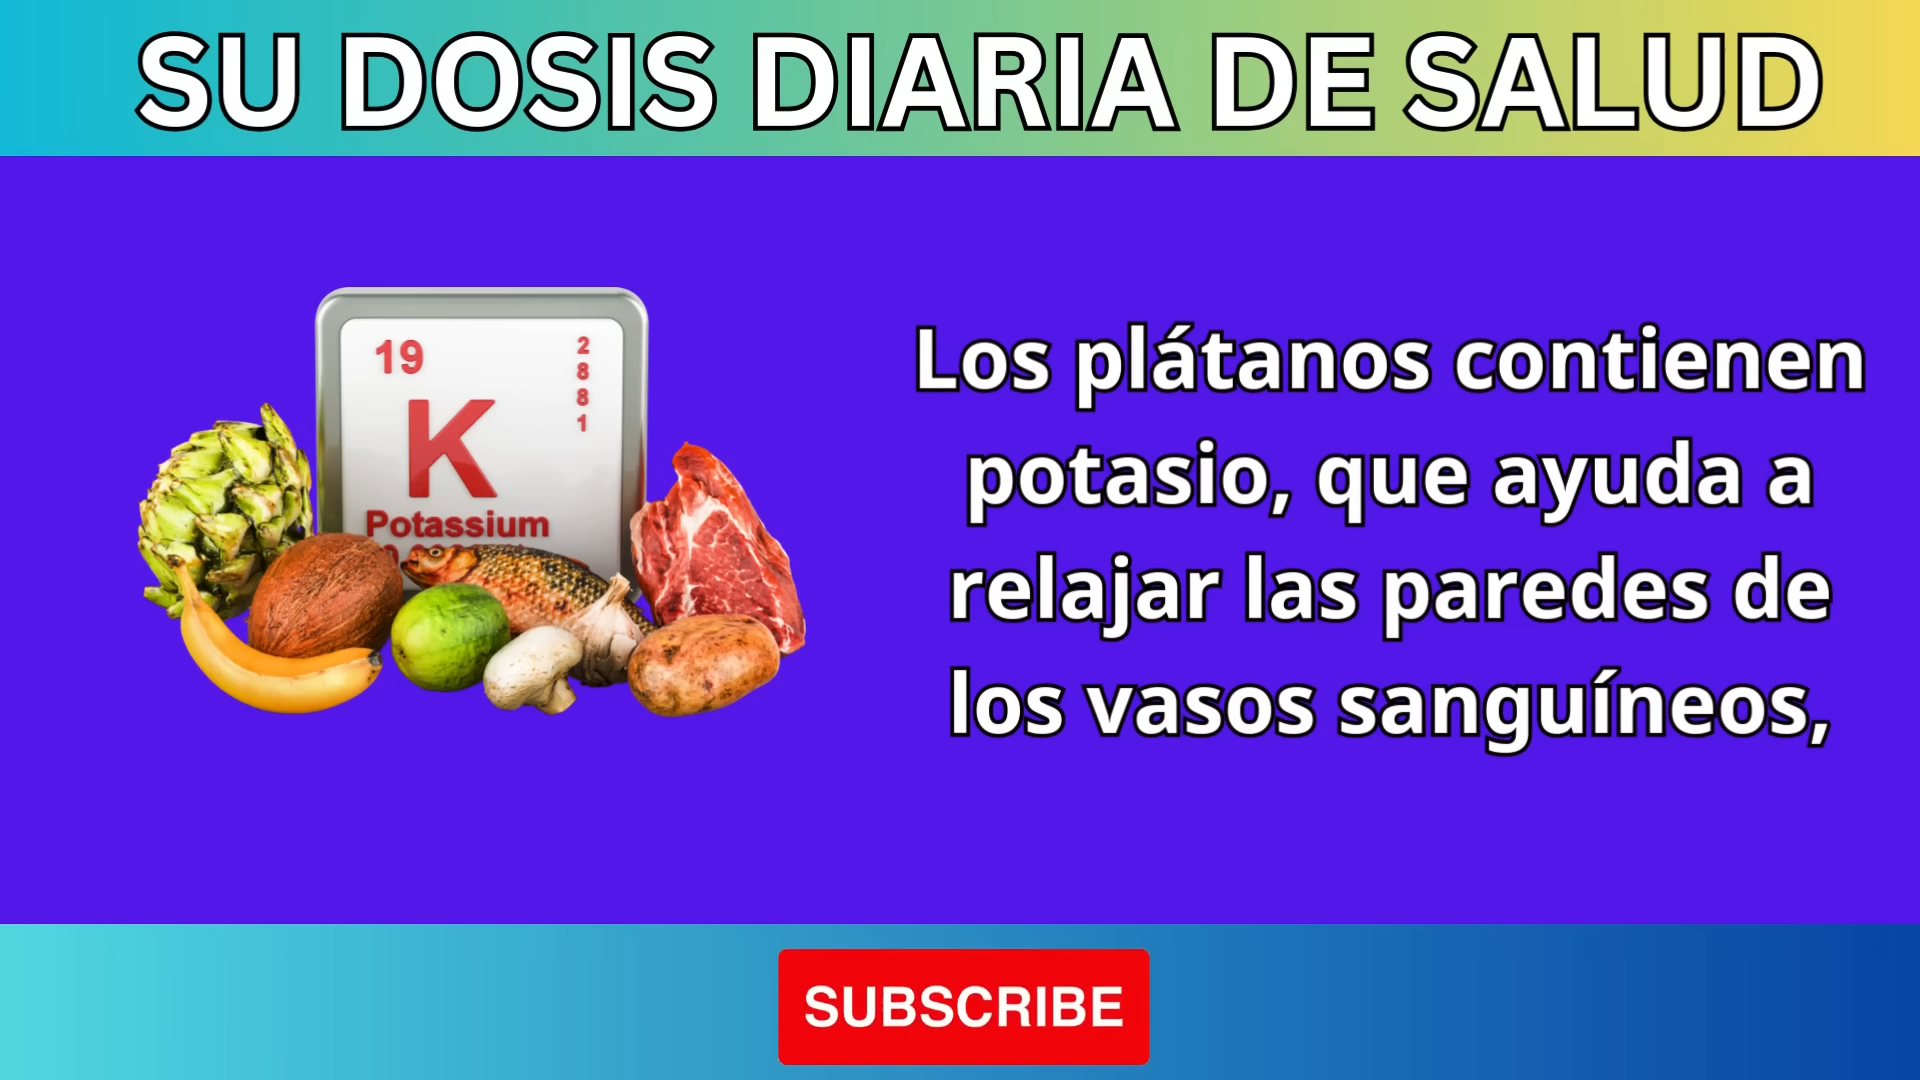 SU DOSIS DIARIA DE SALUD
19
2
8
8
1
K
Potassium
Los plátanos contienen
potasio, que ayuda a
relajar las paredes de
los vasos sanguíneos,
SUBSCRIBE